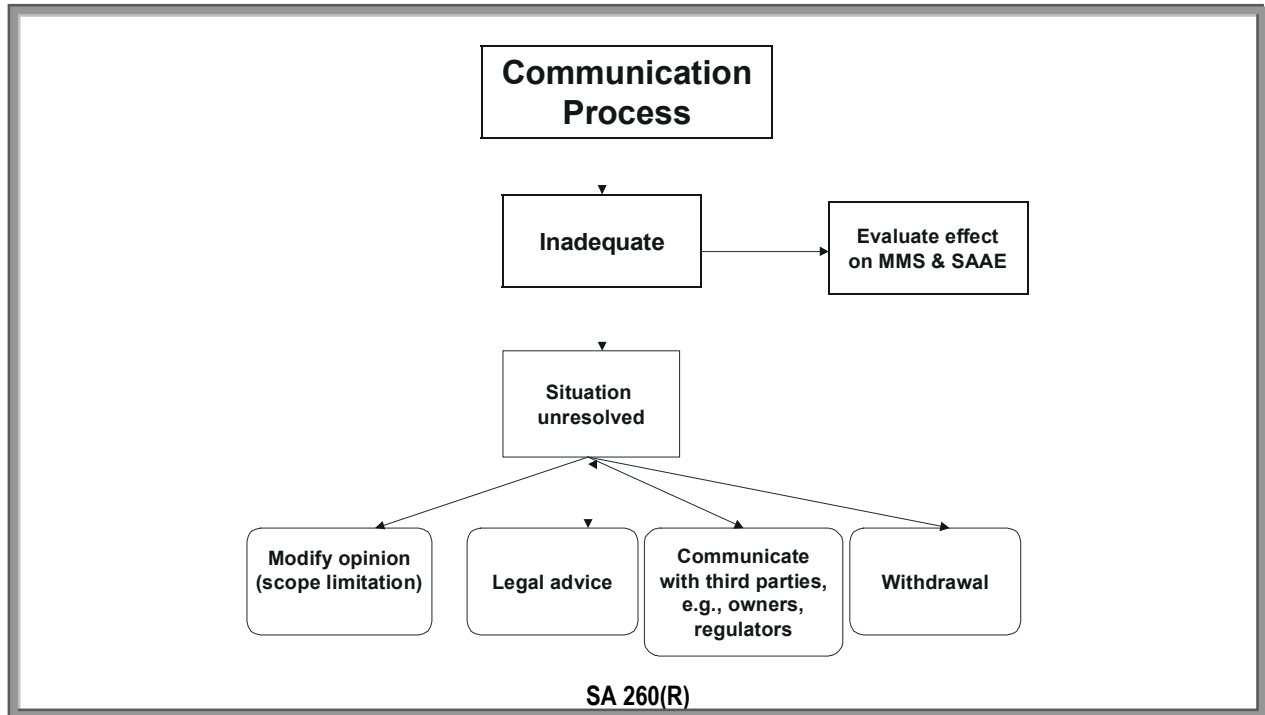 Communication
Process
Inadequate
Evaluate effect
on MMS & SAAE
Situation
unresolved
Modify opinion
(scope limitation)
Legal advice
Communicate
with third parties,
e.g., owners,
regulators
Withdrawal
SA 260(R)